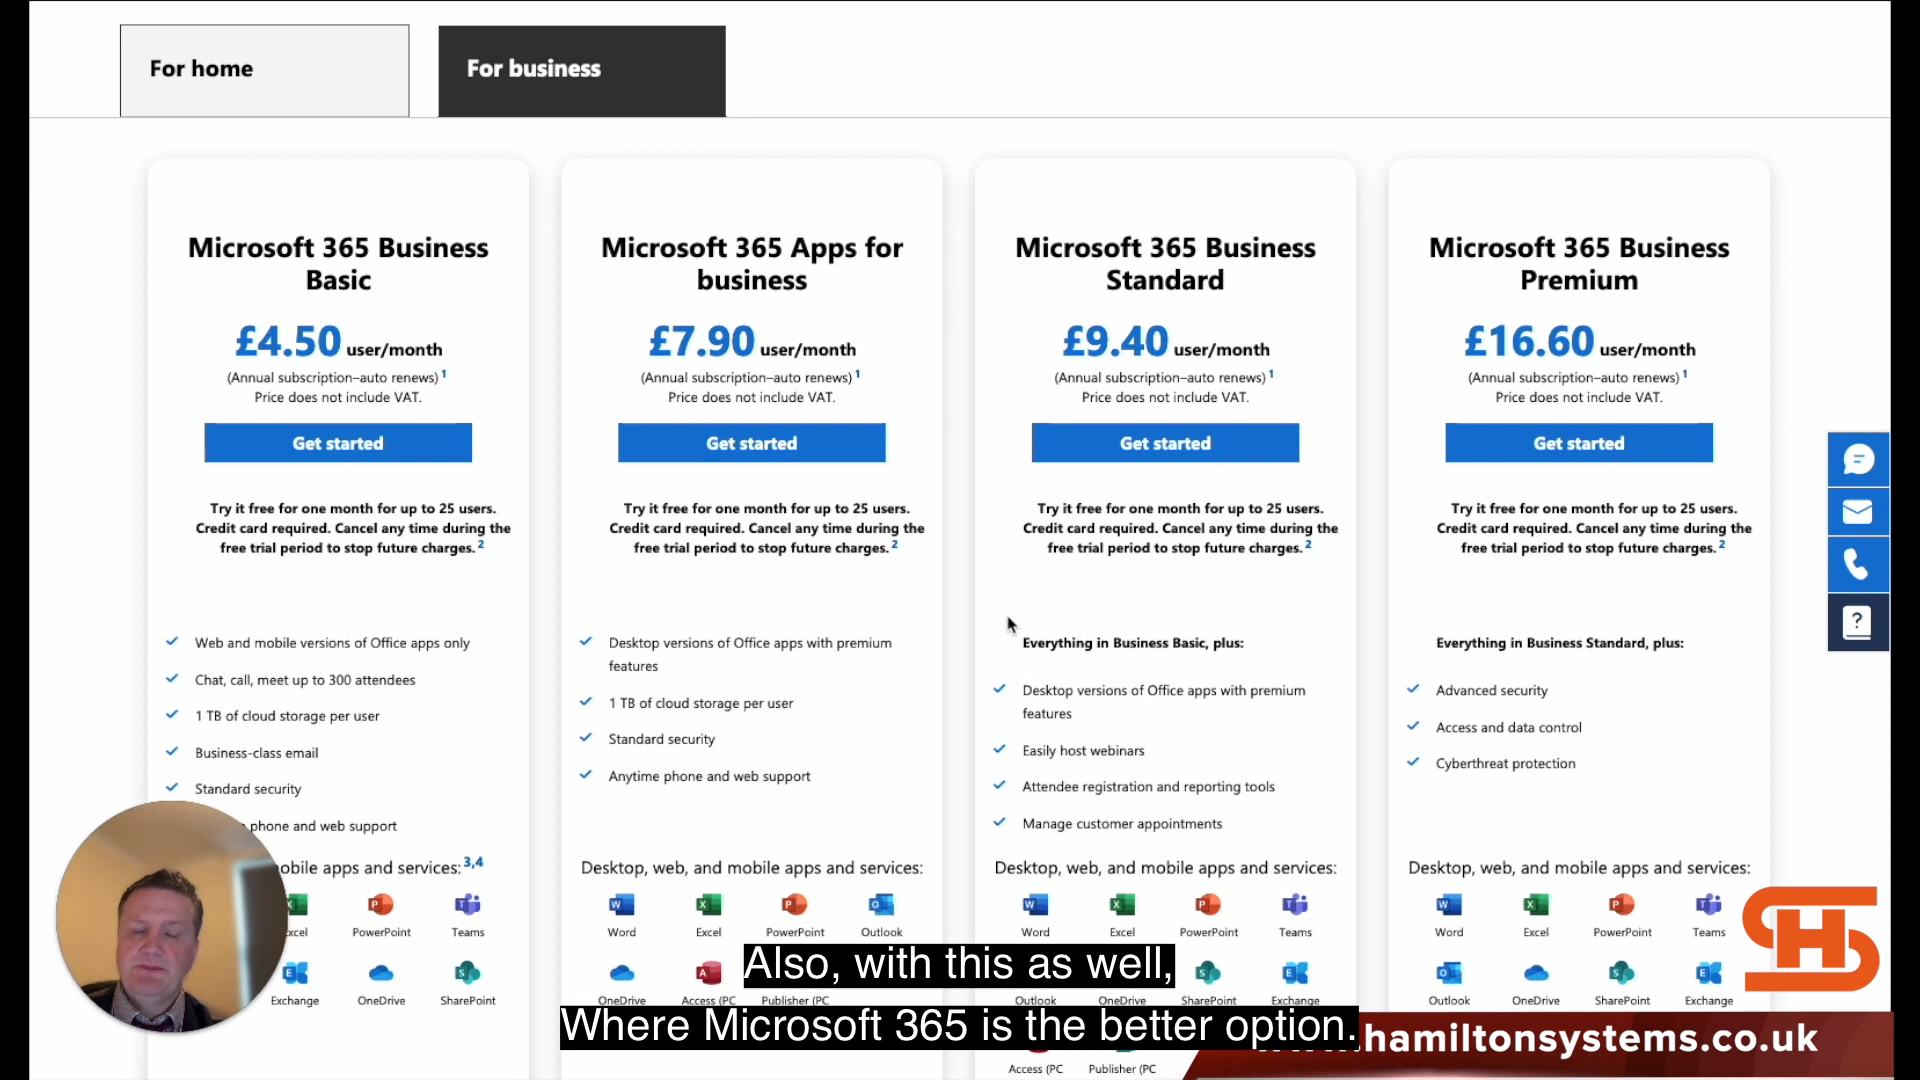 For home
For business
Microsoft 365 Business
Basic
£4.50 user/month
(Annual subscription–auto renews) 1
Price does not include VAT.
Get started
Try it free for one month for up to 25 users.
Credit card required. Cancel any time during the
free trial period to stop future charges. 2
Web and mobile versions of Office apps only
Chat, call, meet up to 300 attendees
1 TB of cloud storage per user
Business-class email
Standard security
phone and web support
apps and services: 3,4
PowerPoint
Teams
Exchange
OneDrive
SharePoint
Microsoft 365 Apps for
business
£7.90 user/month
(Annual subscription–auto renews) 1
Price does not include VAT.
Get started
Try it free for one month for up to 25 users.
Credit card required. Cancel any time during the
free trial period to stop future charges. 2
Desktop versions of Office apps with premium
features
1 TB of cloud storage per user
Standard security
Anytime phone and web support
Desktop, web, and mobile apps and services:
Word
Excel
PowerPoint
Outlook
OneDrive
Access (PC
Publisher (PC
Microsoft 365 Business
Standard
£9.40 user/month
(Annual subscription–auto renews) 1
Price does not include VAT.
Get started
Try it free for one month for up to 25 users.
Credit card required. Cancel any time during the
free trial period to stop future charges. 2
Everything in Business Basic, plus:
Desktop versions of Office apps with premium
features
Easily host webinars
Attendee registration and reporting tools
Manage customer appointments
Desktop, web, and mobile apps and services:
Word
Excel
PowerPoint
Teams
Outlook
OneDrive
SharePoint
Exchange
Access (PC
Publisher (PC
Microsoft 365 Business
Premium
£16.60 user/month
(Annual subscription–auto renews) 1
Price does not include VAT.
Get started
Try it free for one month for up to 25 users.
Credit card required. Cancel any time during the
free trial period to stop future charges. 2
Everything in Business Standard, plus:
Advanced security
Access and data control
Cyberthreat protection
Desktop, web, and mobile apps and services:
Word
Excel
PowerPoint
Teams
Outlook
OneDrive
SharePoint
Exchange
Also, with this as well,
Where Microsoft 365 is the better option.
hamiltonsystems.co.uk